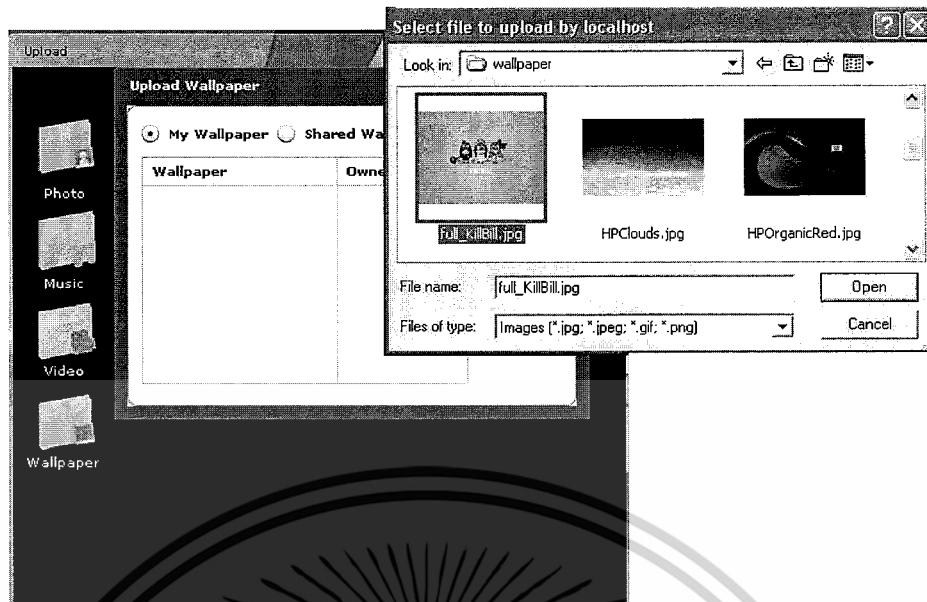 Upload
Upload Wallpaper
My Wallpaper
Shared Wa
Wallpaper
Owne
Photo
Music
Video
Wallpaper
Select file to upload by localhost
Look in:
wallpaper
full_KillBill.jpg
HPClouds.jpg
HPOrganicRed.jpg
File name:
full_KillBill.jpg
Open
Files of type:
Images (*.jpg; *.jpeg; *.gif; *.png)
Cancel